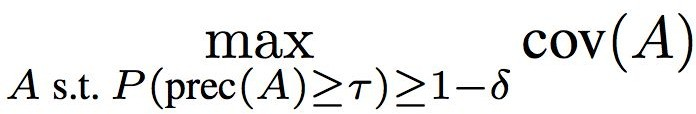 max cov(A)
A s.t. P(prec(A)≥τ)≥1−δ